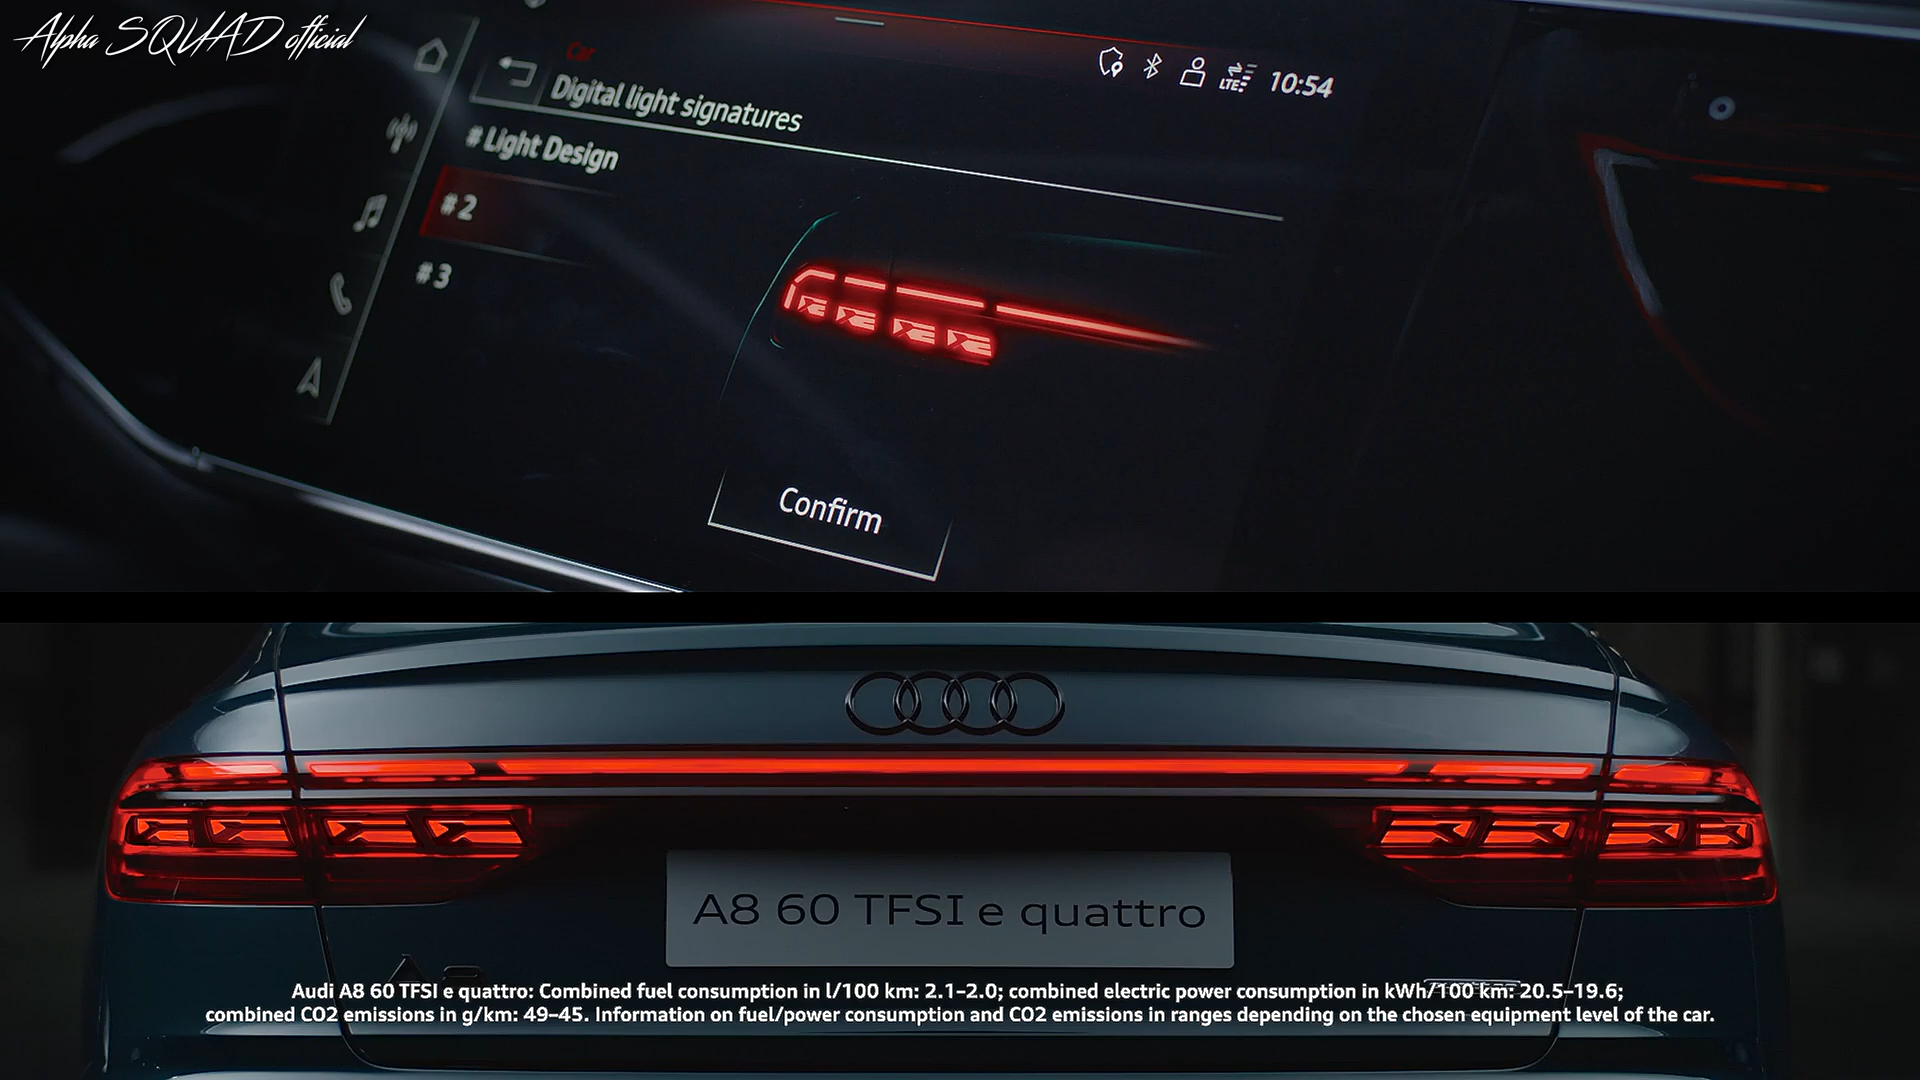 Alpha SQUAD official
Car
Digital light signatures
LTE 10:54
# Light Design
# 2
# 3
Confirm
A8 60 TFSI e quattro
Audi A8 60 TFSI e quattro: Combined fuel consumption in l/100 km: 2.1–2.0; combined electric power consumption in kWh/100 km: 20.5–19.6;
combined CO2 emissions in g/km: 49–45. Information on fuel/power consumption and CO2 emissions in ranges depending on the chosen equipment level of the car.